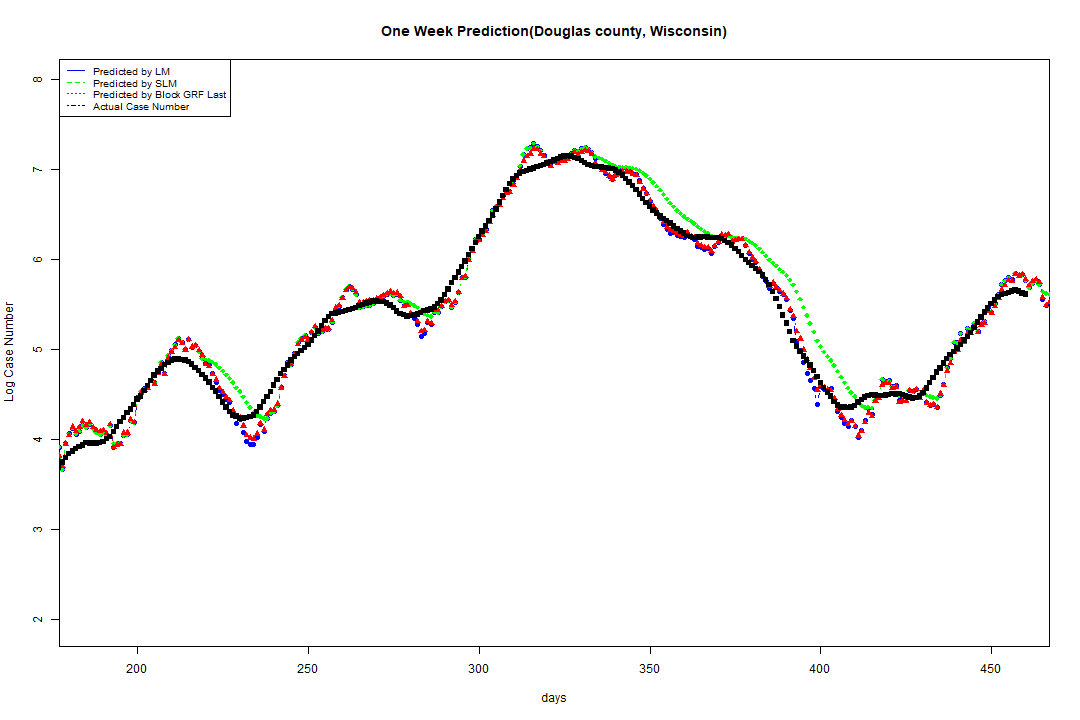 One Week Prediction(Douglas county, Wisconsin)
Predicted by LM
Predicted by SLM
Predicted by Block GRF Last
Actual Case Number
8
7
6
5
4
3
2
Log Case Number
200 250 300 350 400 450
days